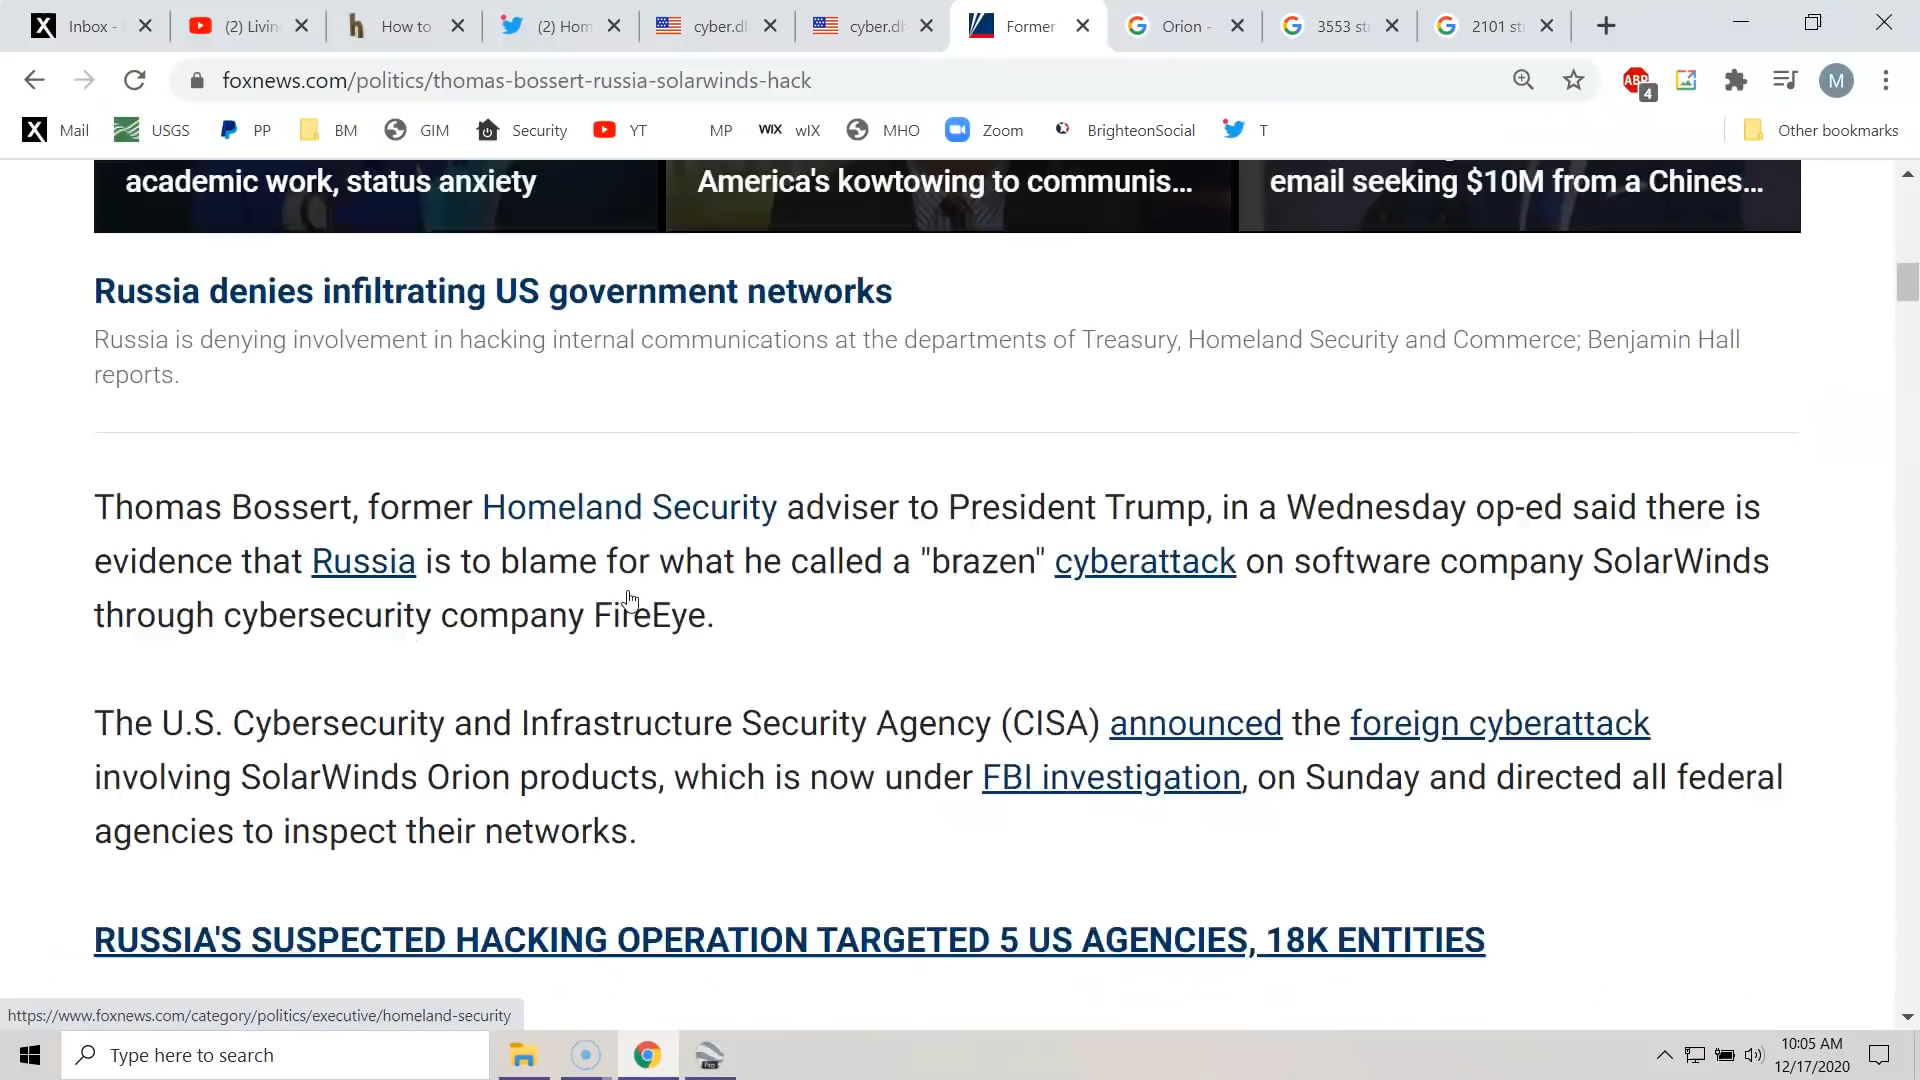 Inbox -
(2) Livin
How to
(2) Hom
cyber.dh
cyber.dh
Former
Orion -
3553 str
2101 str
foxnews.com/politics/thomas-bossert-russia-solarwinds-hack
ABP
4
M
Mail
USGS
PP
BM
GIM
Security
YT
MP
WIX
wIX
MHO
Zoom
BrighteonSocial
T
Other bookmarks
academic work, status anxiety
America's kowtowing to communis...
email seeking $10M from a Chines...
Russia denies infiltrating US government networks
Russia is denying involvement in hacking internal communications at the departments of Treasury, Homeland Security and Commerce; Benjamin Hall
reports.
Thomas Bossert, former Homeland Security adviser to President Trump, in a Wednesday op-ed said there is
evidence that Russia is to blame for what he called a "brazen" cyberattack on software company SolarWinds
through cybersecurity company FireEye.
The U.S. Cybersecurity and Infrastructure Security Agency (CISA) announced the foreign cyberattack
involving SolarWinds Orion products, which is now under FBI investigation, on Sunday and directed all federal
agencies to inspect their networks.
RUSSIA'S SUSPECTED HACKING OPERATION TARGETED 5 US AGENCIES, 18K ENTITIES
https://www.foxnews.com/category/politics/executive/homeland-security
Type here to search
10:05 AM
12/17/2020